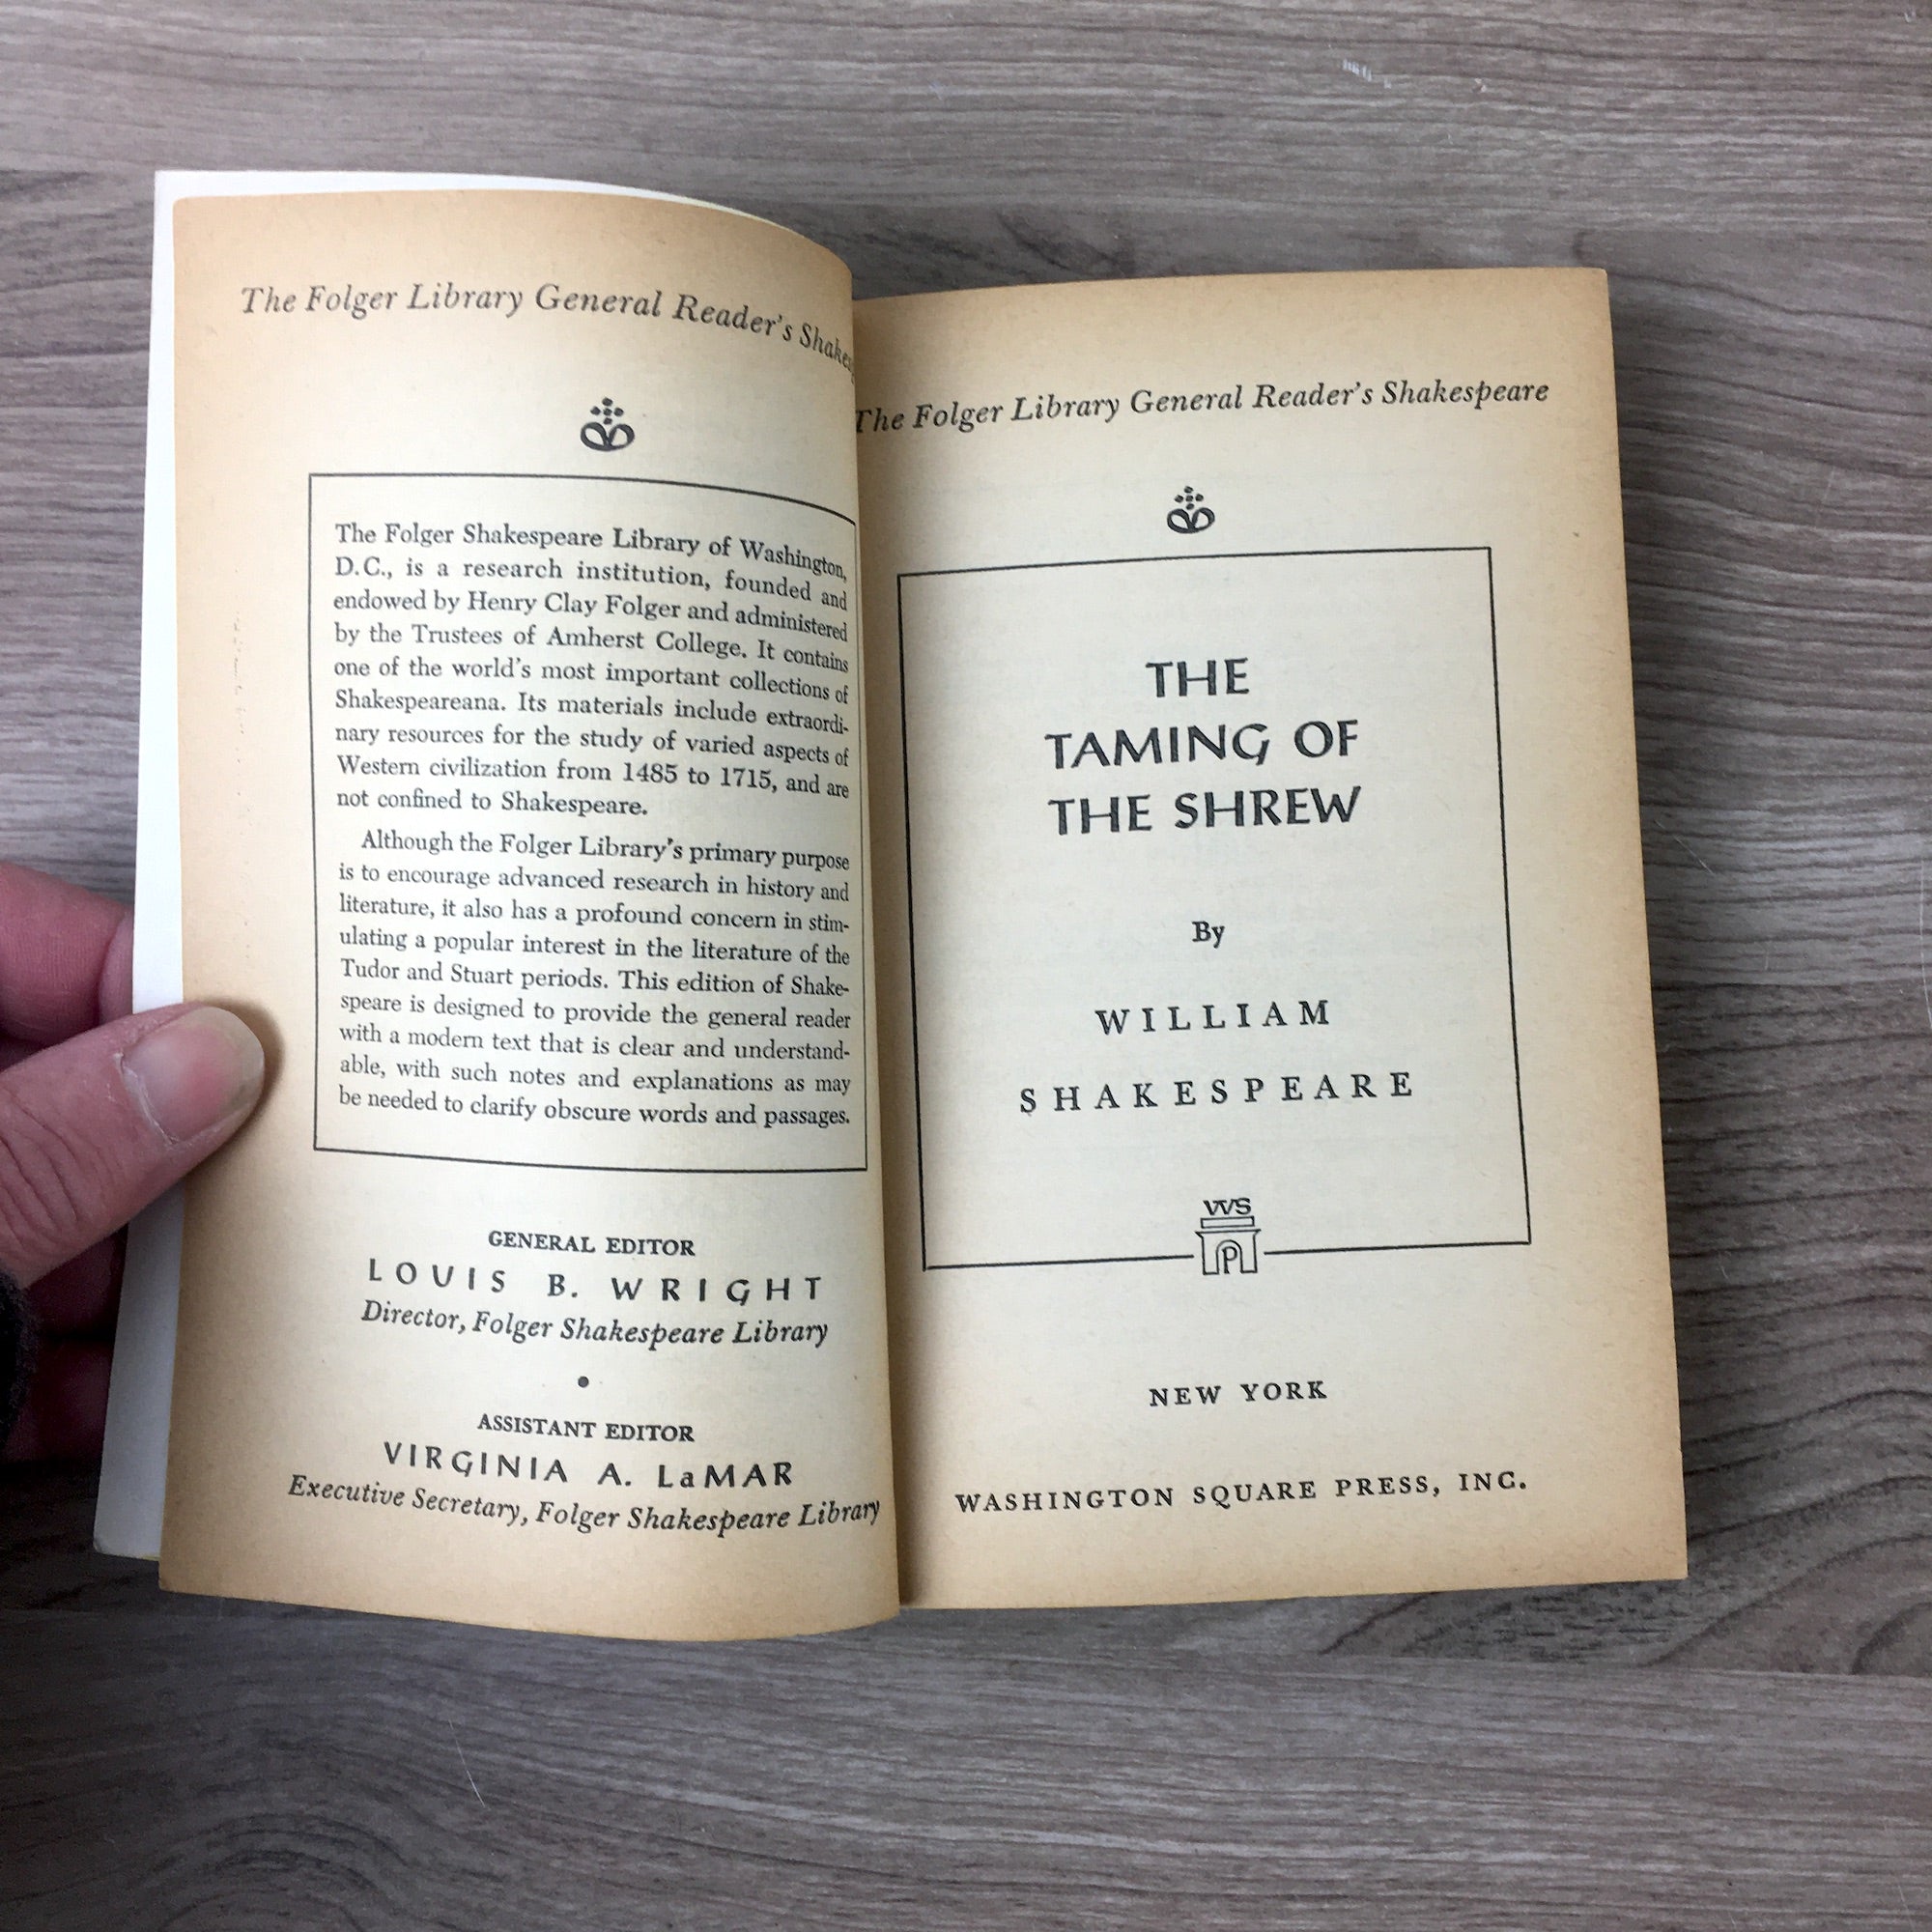 The Folger Library General Reader's
The Folger Shakespeare Library of Washington,
D.C., is a research institution, founded and
endowed by Henry Clay Folger and administered
by the Trustees of Amherst College. It contains
one of the world's most important collections of
Shakespeareana. Its materials include extraordi-
nary resources for the study of varied aspects of
Western civilization from 1485 to 1715, and are
not confined to Shakespeare.
Although the Folger Library's primary purpose
is to encourage advanced research in history and
literature, it also has a profound concern in stim-
ulating a popular interest in the literature of the
Tudor and Stuart periods. This edition of Shake-
speare is designed to provide the general reader
with a modern text that is clear and understand-
able, with such notes and explanations as may
be needed to clarify obscure words and passages.
GENERAL EDITOR
LOUIS B. WRIGHT
Director, Folger Shakespeare Library
ASSISTANT EDITOR
VIRGINIA A. LaMAR
Executive Secretary, Folger Shakespeare Library
The Folger Library General Reader's Shakespeare
THE
TAMING OF
THE SHREW
By
WILLIAM
SHAKESPEARE
WS
P
NEW YORK
WASHINGTON SQUARE PRESS, INC.